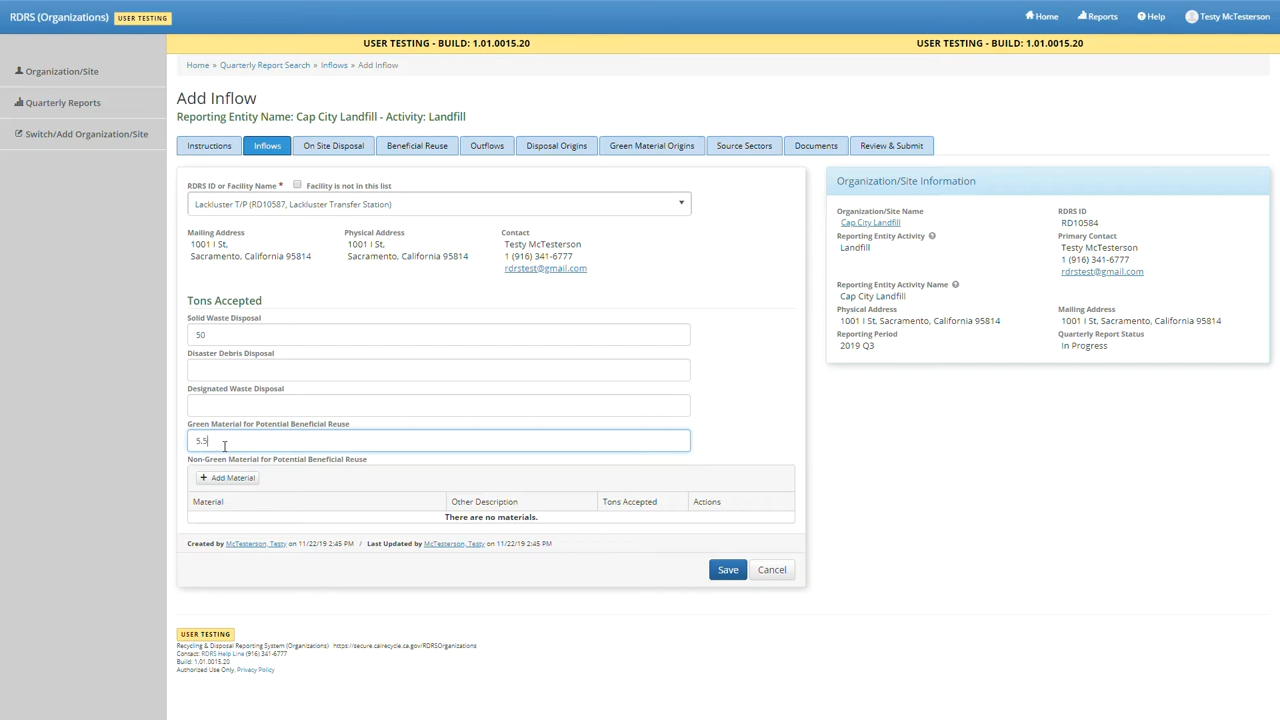 RDRS (Organizations) USER TESTING
Home Reports Help Testy McTesterson
USER TESTING - BUILD: 1.01.0015.20 USER TESTING - BUILD: 1.01.0015.20
Organization/Site
Quarterly Reports
Switch/Add Organization/Site
Home » Quarterly Report Search » Inflows » Add Inflow
Add Inflow
Reporting Entity Name: Cap City Landfill - Activity: Landfill
Instructions Inflows On Site Disposal Beneficial Reuse Outflows Disposal Origins Green Material Origins Source Sectors Documents Review & Submit
RDRS ID or Facility Name * Facility is not in this list
Lackluster T/P (RD10587, Lackluster Transfer Station)
Mailing Address Physical Address Contact
1001 I St, 1001 I St, Testy McTesterson
Sacramento, California 95814 Sacramento, California 95814 1 (916) 341-6777
rdrstest@gmail.com
Tons Accepted
Solid Waste Disposal
50
Disaster Debris Disposal
Designated Waste Disposal
Green Material for Potential Beneficial Reuse
5.5
Non-Green Material for Potential Beneficial Reuse
+ Add Material
Material Other Description Tons Accepted Actions
There are no materials.
Created by McTesterson, Testy on 11/22/19 2:45 PM / Last Updated by McTesterson, Testy on 11/22/19 2:45 PM
Save Cancel
Organization/Site Information
Organization/Site Name RDRS ID
Cap City Landfill RD10584
Reporting Entity Activity Primary Contact
Landfill Testy McTesterson
1 (916) 341-6777
rdrstest@gmail.com
Reporting Entity Activity Name
Cap City Landfill
Physical Address Mailing Address
1001 I St, Sacramento, California 95814 1001 I St, Sacramento, California 95814
Reporting Period Quarterly Report Status
2019 Q3 In Progress
USER TESTING
Recycling & Disposal Reporting System (Organizations) https://secure.calrecycle.ca.gov/RDRSOrganizations
Contact: RDRS Help Line (916) 341-6777
Build: 1.01.0015.20
Authorized Use Only. Privacy Policy